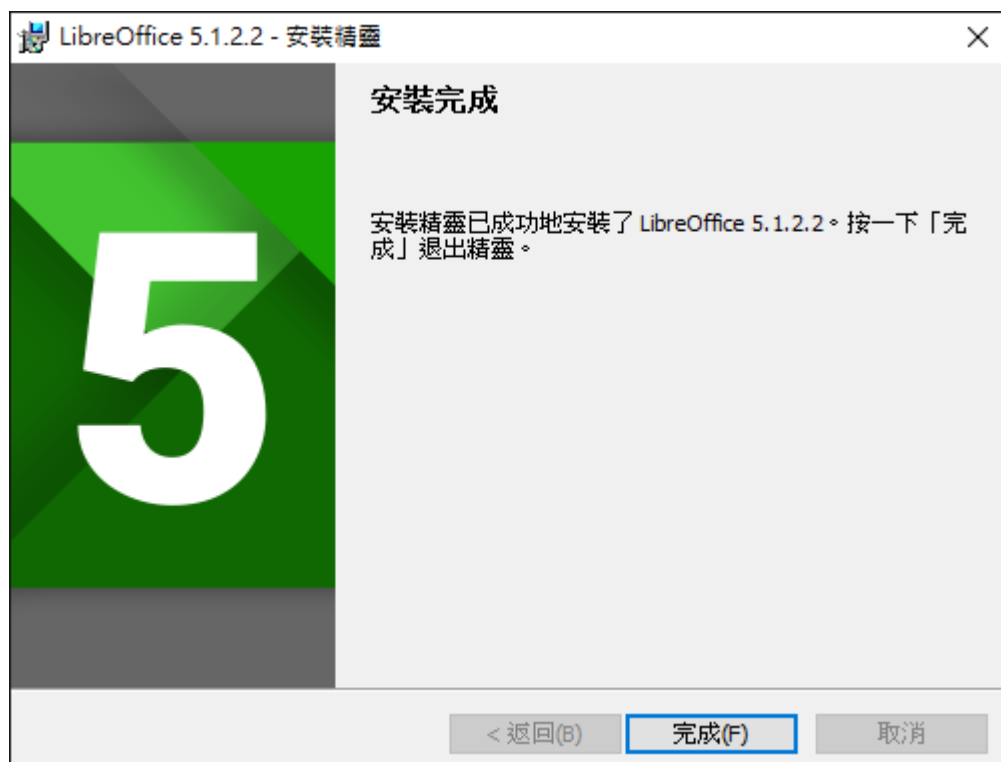 LibreOffice 5.1.2.2 - 安裝精靈
安裝完成
安裝精靈已成功地安裝了 LibreOffice 5.1.2.2。按一下「完
成」退出精靈。
5
< 返回(B)
完成(F)
取消